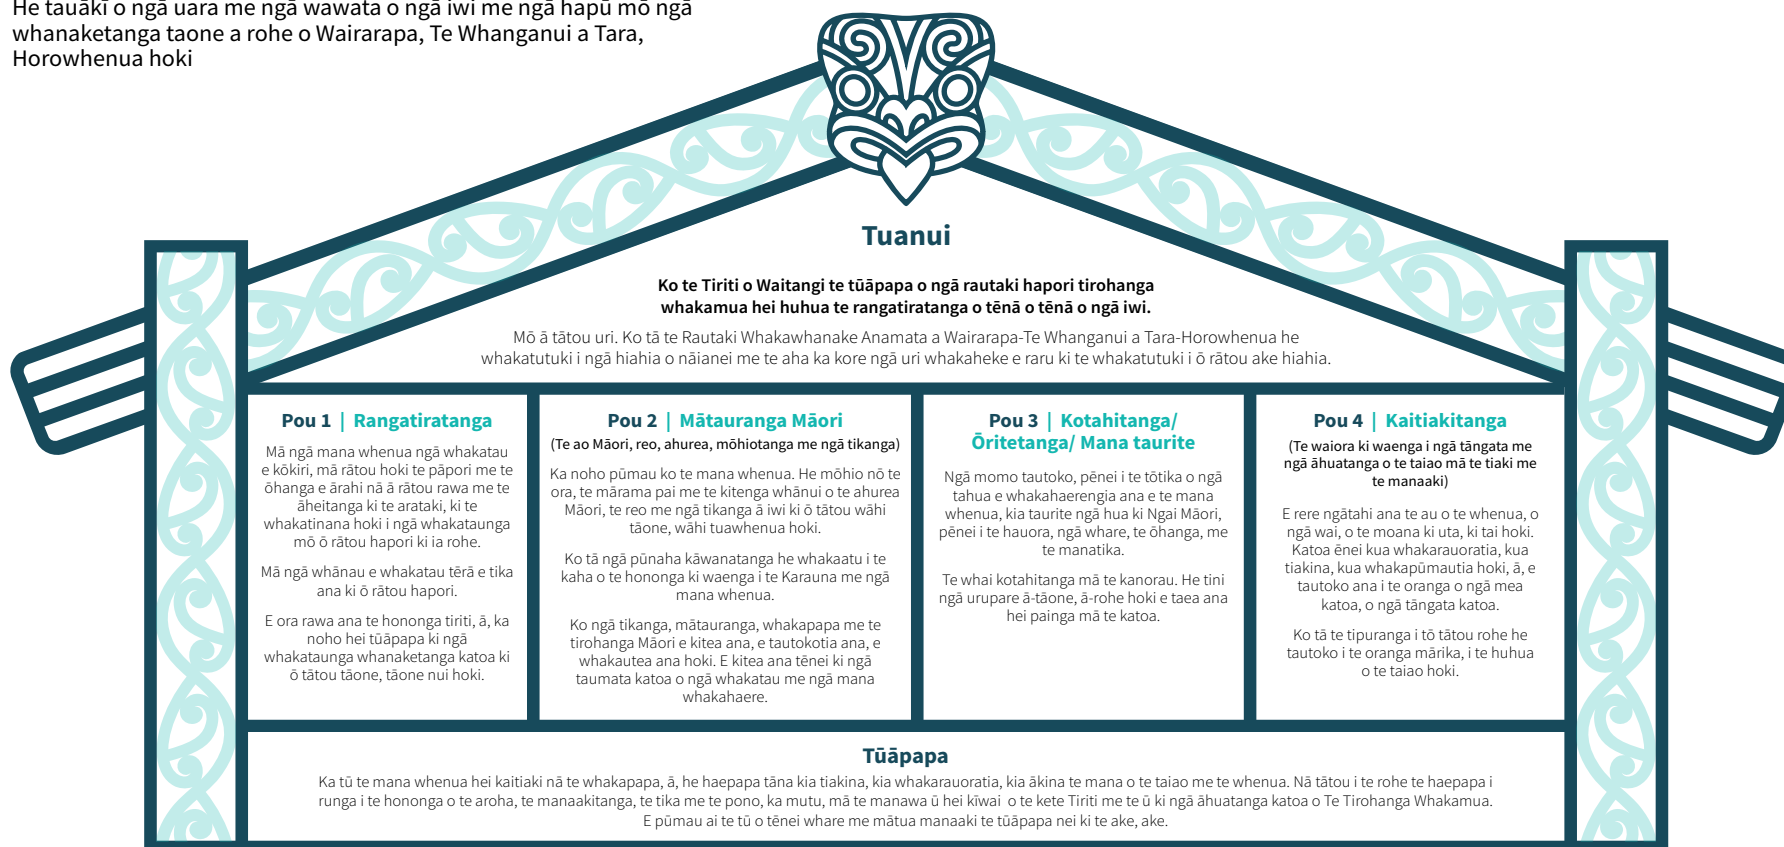 He tauākī o ngā uara me ngā wawata o ngā iwi me ngā hapū mō ngā
whanaketanga taone a rohe o Wairarapa, Te Whanganui a Tara,
Horowhenua hoki
Tuanui
Ko te Tiriti o Waitangi te tūāpapa o ngā rautaki hapori tirohanga
whakamua hei huhua te rangatiratanga o tēnā o tēnā o ngā iwi.
Mō ā tātou uri. Ko tā te Rautaki Whakawhanake Anamata a Wairarapa-Te Whanganui a Tara-Horowhenua he
whakatutuki i ngā hiahia o nāianei me te aha ka kore ngā uri whakaheke e raru ki te whakatutuki i ō rātou ake hiahia.
Pou 1 | Rangatiratanga
Mā ngā mana whenua ngā whakatau
e kōkiri, mā rātou hoki te pāpori me te
ōhanga e ārahi nā ā rātou rawa me te
āheitanga ki te arataki, ki te
whakatinana hoki i ngā whakataunga
mō ō rātou hapori ki ia rohe.
Mā ngā whānau e whakatau tērā e tika
ana ki ō rātou hapori.
E ora rawa ana te hononga tiriti, ā, ka
noho hei tūāpapa ki ngā
whakataunga whanaketanga katoa ki
ō tātou tāone, tāone nui hoki.
Pou 2 | Mātauranga Māori
(Te ao Māori, reo, ahurea, mōhiotanga me ngā tikanga)
Ka noho pūmau ko te mana whenua. He mōhio nō te
ora, te mārama pai me te kitenga whānui o te ahurea
Māori, te reo me ngā tikanga ā iwi ki ō tātou wāhi
tāone, wāhi tuawhenua hoki.
Ko tā ngā pūnaha kāwanatanga he whakaatu i te
kaha o te hononga ki waenga i te Karauna me ngā
mana whenua.
Ko ngā tikanga, mātauranga, whakapapa me te
tirohanga Māori e kitea ana, e tautokotia ana, e
whakautea ana hoki. E kitea ana tēnei ki ngā
taumata katoa o ngā whakatau me ngā mana
whakahaere.
Pou 3 | Kotahitanga/
Ōritetanga/ Mana taurite
Ngā momo tautoko, pēnei i te tōtika o ngā
tahua e whakahaerengia ana e te mana
whenua, kia taurite ngā hua ki Ngai Māori,
pēnei i te hauora, ngā whare, te ōhanga, me
te manatika.
Te whai kotahitanga mā te kanorau. He tini
ngā urupare ā-tāone, ā-rohe hoki e taea ana
hei painga mā te katoa.
Pou 4 | Kaitiakitanga
(Te waiora ki waenga i ngā tāngata me
ngā āhuatanga o te taiao mā te tiaki me
te manaaki)
E rere ngātahi ana te au o te whenua, o
ngā wai, o te moana ki uta, ki tai hoki.
Katoa ēnei kua whakarauoratia, kua
tiakina, kua whakapūmautia hoki, ā, e
tautoko ana i te oranga o ngā mea
katoa, o ngā tāngata katoa.
Ko tā te tipuranga i tō tātou rohe he
tautoko i te oranga mārika, i te huhua
o te taiao hoki.
Tūāpapa
Ka tū te mana whenua hei kaitiaki nā te whakapapa, ā, he haepapa tāna kia tiakina, kia whakarauoratia, kia ākina te mana o te taiao me te whenua. Nā tātou i te rohe te haepapa i
runga i te hononga o te aroha, te manaakitanga, te tika me te pono, ka mutu, mā te manawa ū hei kīwai o te kete Tiriti me te ū ki ngā āhuatanga katoa o Te Tirohanga Whakamua.
E pūmau ai te tū o tēnei whare me mātua manaaki te tūāpapa nei ki te ake, ake.